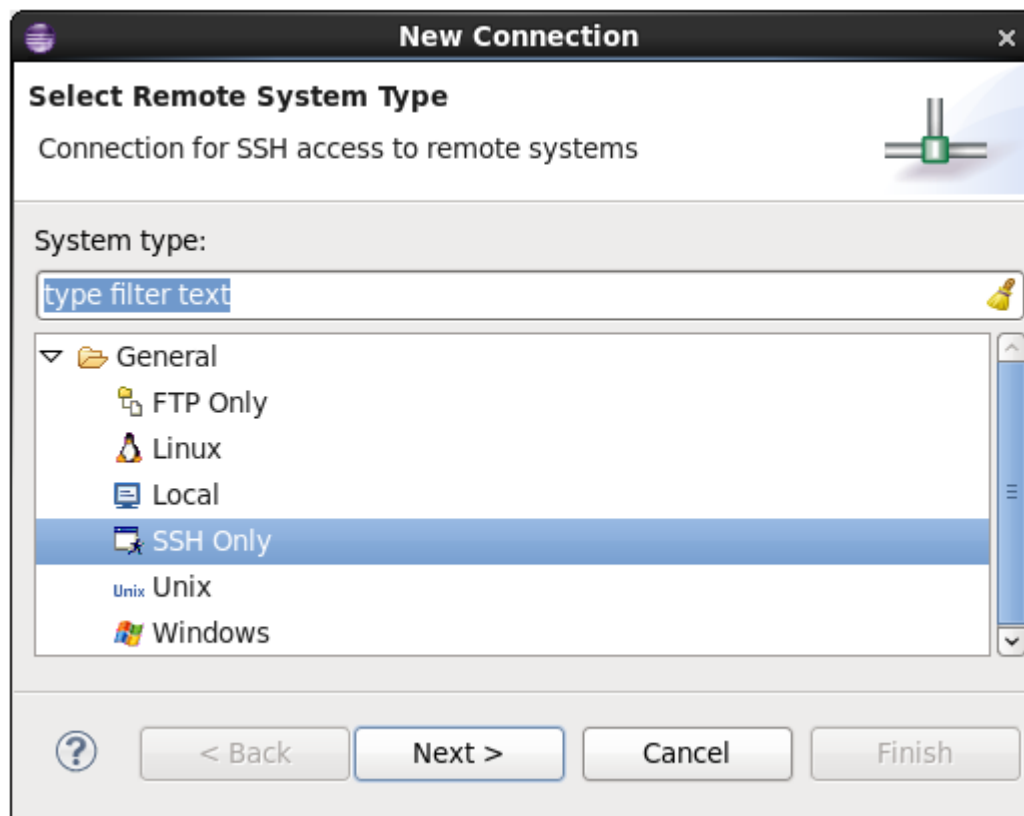 New Connection
Select Remote System Type
Connection for SSH access to remote systems
System type:
type filter text
General
FTP Only
Linux
Local
SSH Only
Unix Unix
Windows
? < Back Next > Cancel Finish